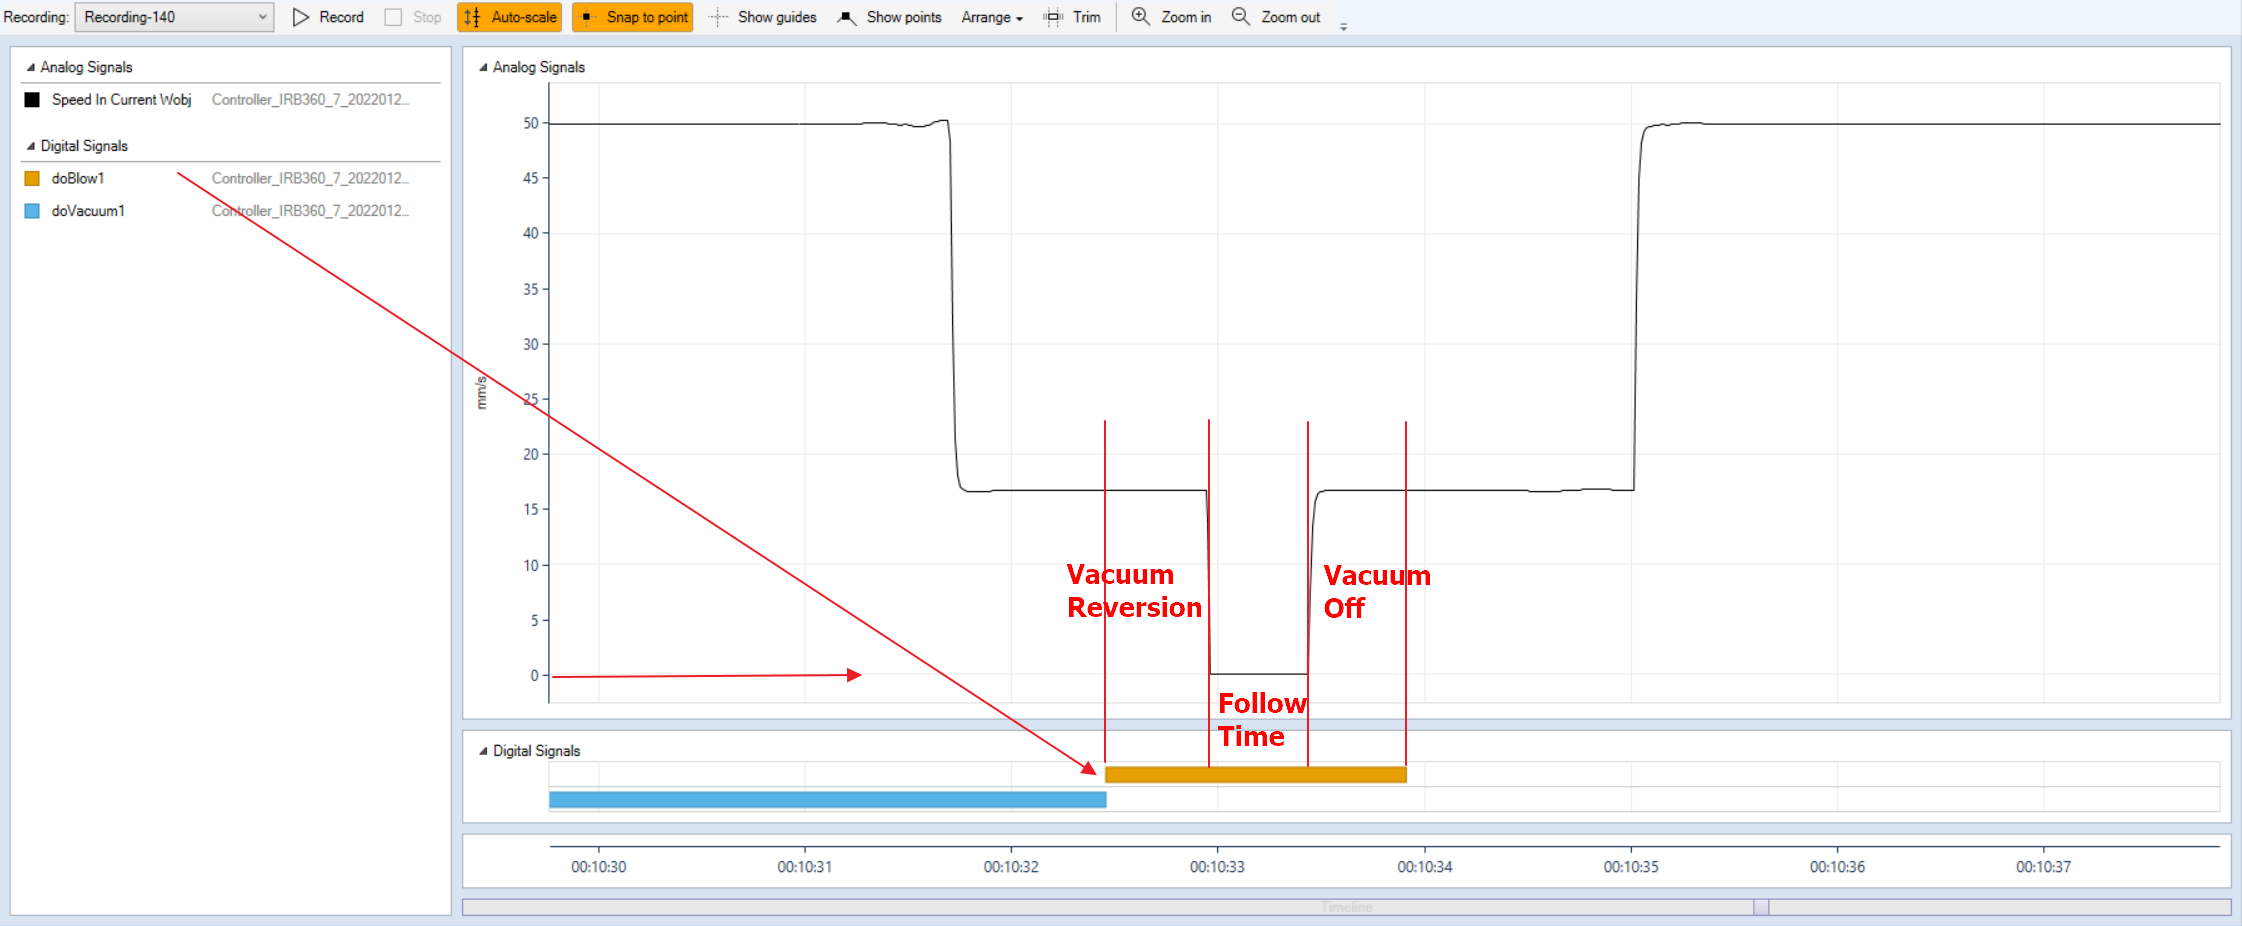 Recording: Recording-140 Record Stop Auto-scale Snap to point Show guides Show points Arrange Trim Zoom in Zoom out
Analog Signals
Speed In Current Wobj Controller_IRB360_7_2022012...
Digital Signals
doBlow1 Controller_IRB360_7_2022012...
doVacuum1 Controller_IRB360_7_2022012...
Analog Signals
50
45
40
35
30
25
20
15
10
5
0
mm/s
Vacuum
Reversion
Follow
Time
Vacuum
Off
Digital Signals
00:10:30 00:10:31 00:10:32 00:10:33 00:10:34 00:10:35 00:10:36 00:10:37
Timeline